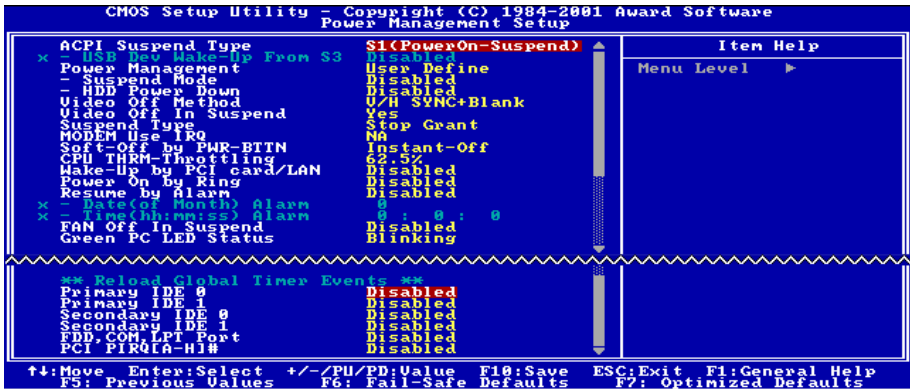 CMOS Setup Utility - Copyright (C) 1984-2001 Award Software
Power Management Setup
ACPI Suspend Type S1(PowerOn-Suspend) Item Help
x - USB Dev Wake-Up From S3 Disabled
Power Management User Define Menu Level ►
- Suspend Mode Disabled
- HDD Power Down Disabled
Video Off Method V/H SYNC+Blank
Video Off In Suspend Yes
Suspend Type Stop Grant
MODEM Use IRQ NA
Soft-Off by PWR-BTTN Instant-Off
CPU THRM-Throttling 62.5%
Wake-Up by PCI card/LAN Disabled
Power On by Ring Disabled
Resume by Alarm Disabled
x - Date(of Month) Alarm 0
x - Time(hh:mm:ss) Alarm 0 : 0 : 0
FAN Off In Suspend Disabled
Green PC LED Status Blinking
** Reload Global Timer Events **
Primary IDE 0 Disabled
Primary IDE 1 Disabled
Secondary IDE 0 Disabled
Secondary IDE 1 Disabled
FDD,COM,LPT Port Disabled
PCI PIRQ[A-H]# Disabled
↑↓:Move Enter:Select +/-/PU/PD:Value F10:Save ESC:Exit F1:General Help
F5: Previous Values F6: Fail-Safe Defaults F7: Optimized Defaults